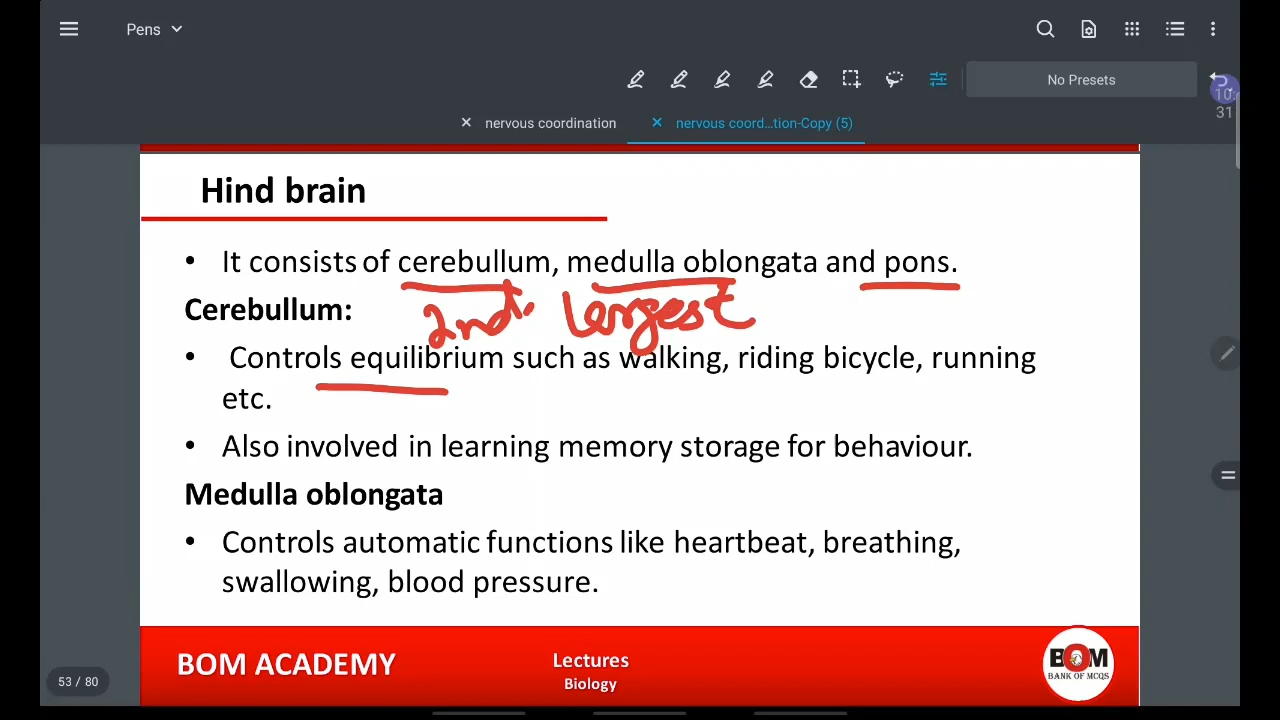 Pens
No Presets
10:
31
nervous coordination
nervous coord...tion-Copy (5)
Hind brain
• It consists of cerebullum, medulla oblongata and pons.
Cerebullum:
2nd. largest
• Controls equilibrium such as walking, riding bicycle, running
etc.
• Also involved in learning memory storage for behaviour.
Medulla oblongata
• Controls automatic functions like heartbeat, breathing,
swallowing, blood pressure.
BOM ACADEMY
Lectures
Biology
BOM
BANK OF MCQS
53 / 80